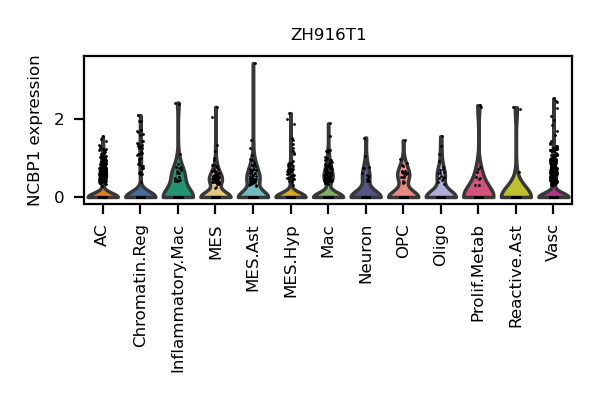 ZH916T1
NCBP1 expression
2
0
AC
Chromatin.Reg
Inflammatory.Mac
MES
MES.Ast
MES.Hyp
Mac
Neuron
OPC
Oligo
Prolif.Metab
Reactive.Ast
Vasc